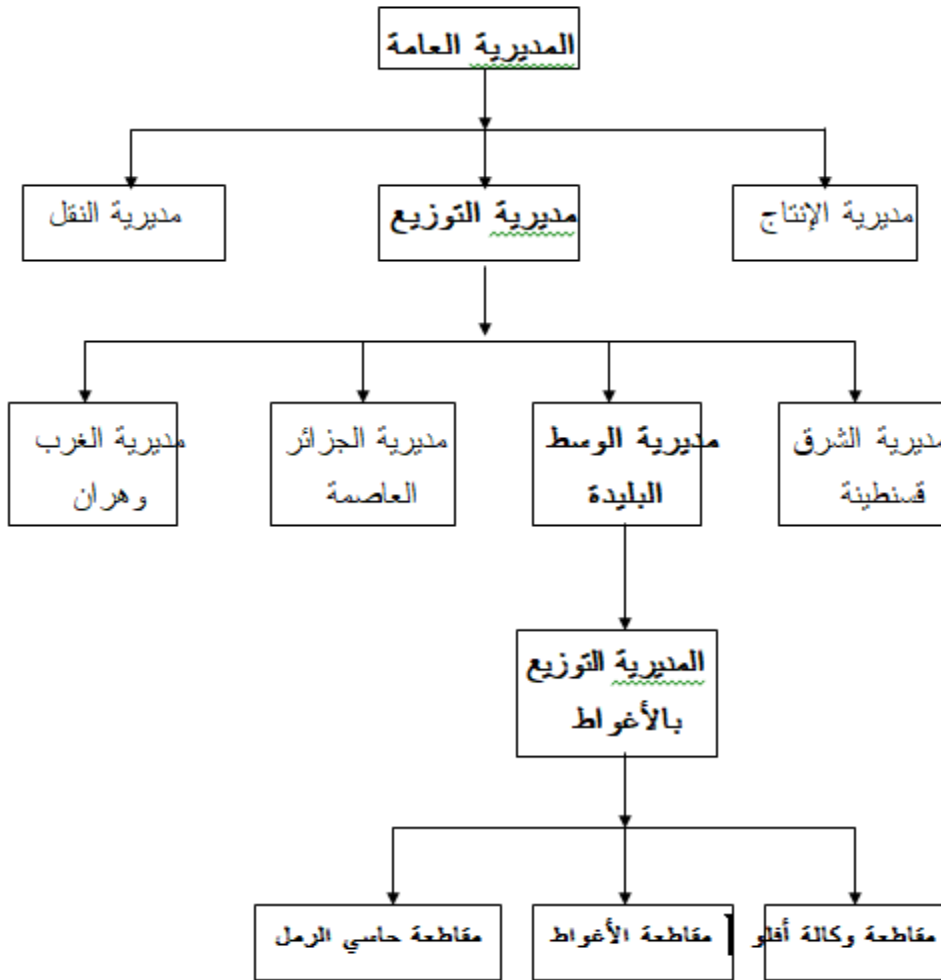 المديرية العامة
مديرية الإنتاج
مديرية التوزيع
مديرية النقل
مديرية الشرق
قسنطينة
مديرية الوسط
البليدة
مديرية الجزائر
العاصمة
مديرية الغرب
وهران
المديرية التوزيع
بالأغواط
مقاطعة وكالة أفلو
مقاطعة الأغواط
مقاطعة حاسي الرمل